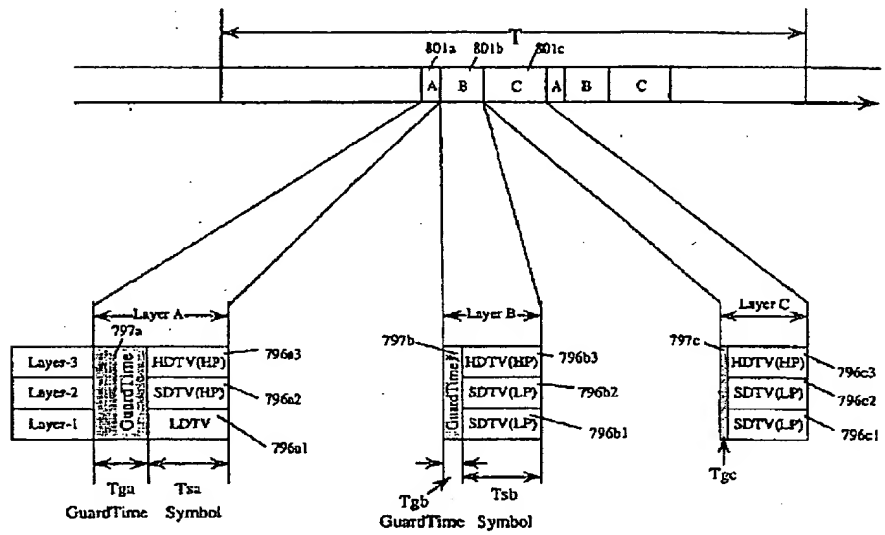 T
801a 801b 801c
A B C A B C
Layer A Layer B Layer C
797a 797b 797c
Layer-3 HDTV(HP) 796a3 HDTV(HP) 796b3 HDTV(HP) 796c3
Layer-2 GuardTime SDTV(HP) 796a2 GuardTime SDTV(LP) 796b2 SDTV(LP) 796c2
Layer-1 LDTV 796a1 SDTV(LP) 796b1 SDTV(LP) 796c1
Tga Tsa Tgb Tsb Tgc
GuardTime Symbol GuardTime Symbol